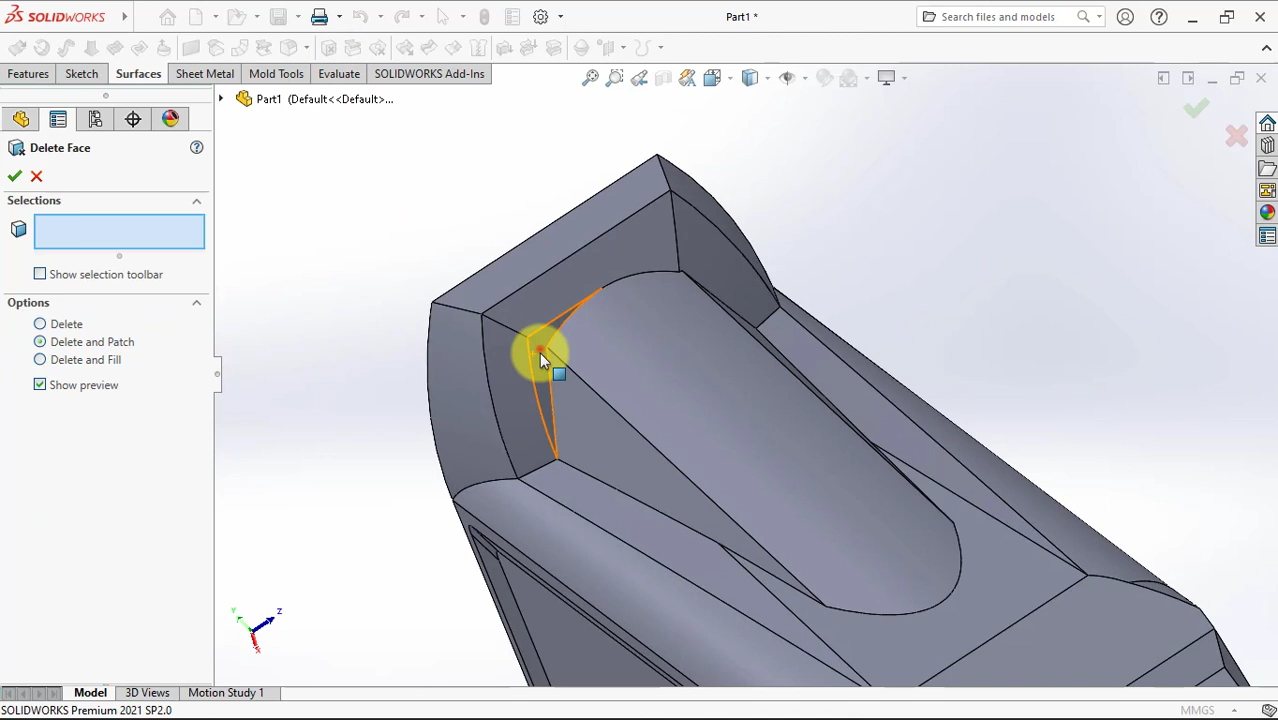 SOLIDWORKS
Part1 *
Search files and models
Features
Sketch
Surfaces
Sheet Metal
Mold Tools
Evaluate
SOLIDWORKS Add-Ins
Part1 (Default<<Default>...
Delete Face
Selections
Show selection toolbar
Options
Delete
Delete and Patch
Delete and Fill
Show preview
Y
Z
X
Model
3D Views
Motion Study 1
SOLIDWORKS Premium 2021 SP2.0
MMGS